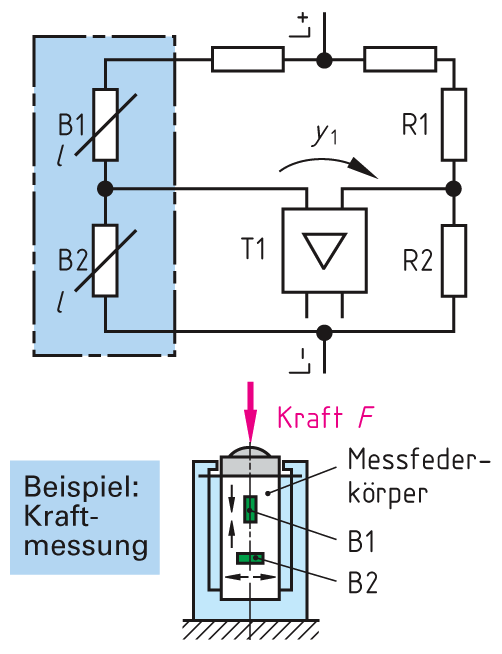 L+
B1
l
R1
y1
B2
l
T1
R2
L-
Kraft F
Beispiel:
Kraft-
messung
Messfeder-
körper
B1
B2